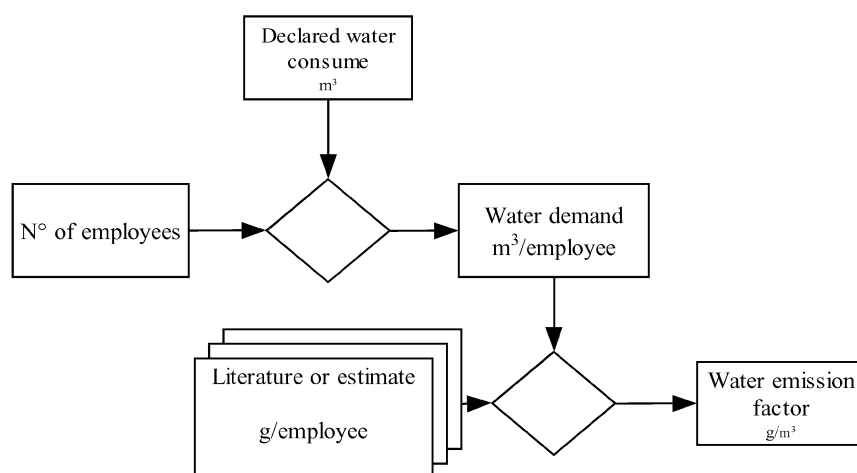 Declared water
consume
m³
N° of employees
Water demand
m³/employee
Literature or estimate
g/employee
Water emission
factor
g/m³